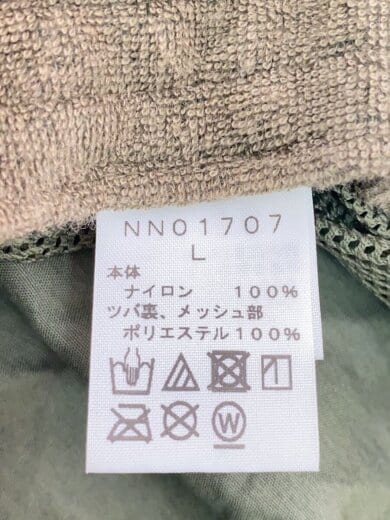 NN01707
L
本体
ナイロン 100%
ツバ裏、メッシュ部
ポリエステル100%
W